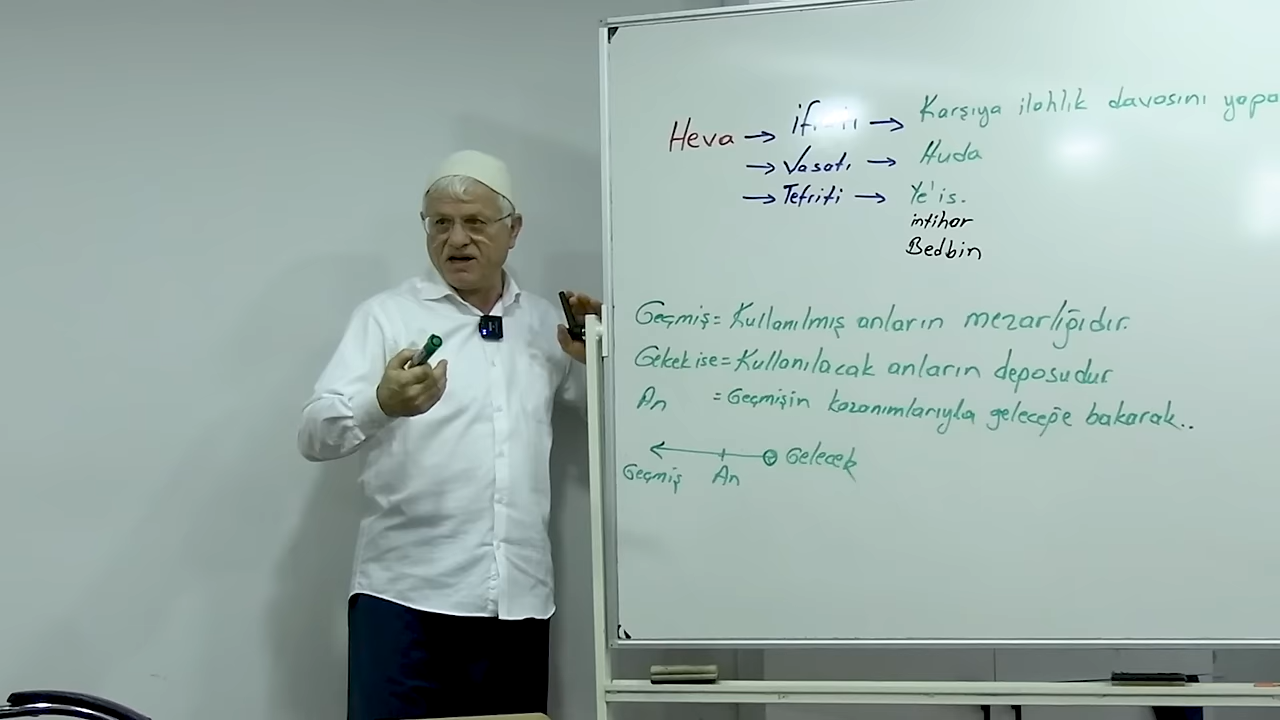 Heva → → Karşıya ilahlık davasını yapa
→ Vasatı → Huda
→ Tefriti → Ye'is.
intihar
Bedbin
Geçmiş = Kullanılmış anların mezarlığıdır.
Gelcek ise = Kullanılacak anların deposudur
An = Geçmişin kazanımlarıyla geleceğe bakarak..
Gelecek
Geçmiş An